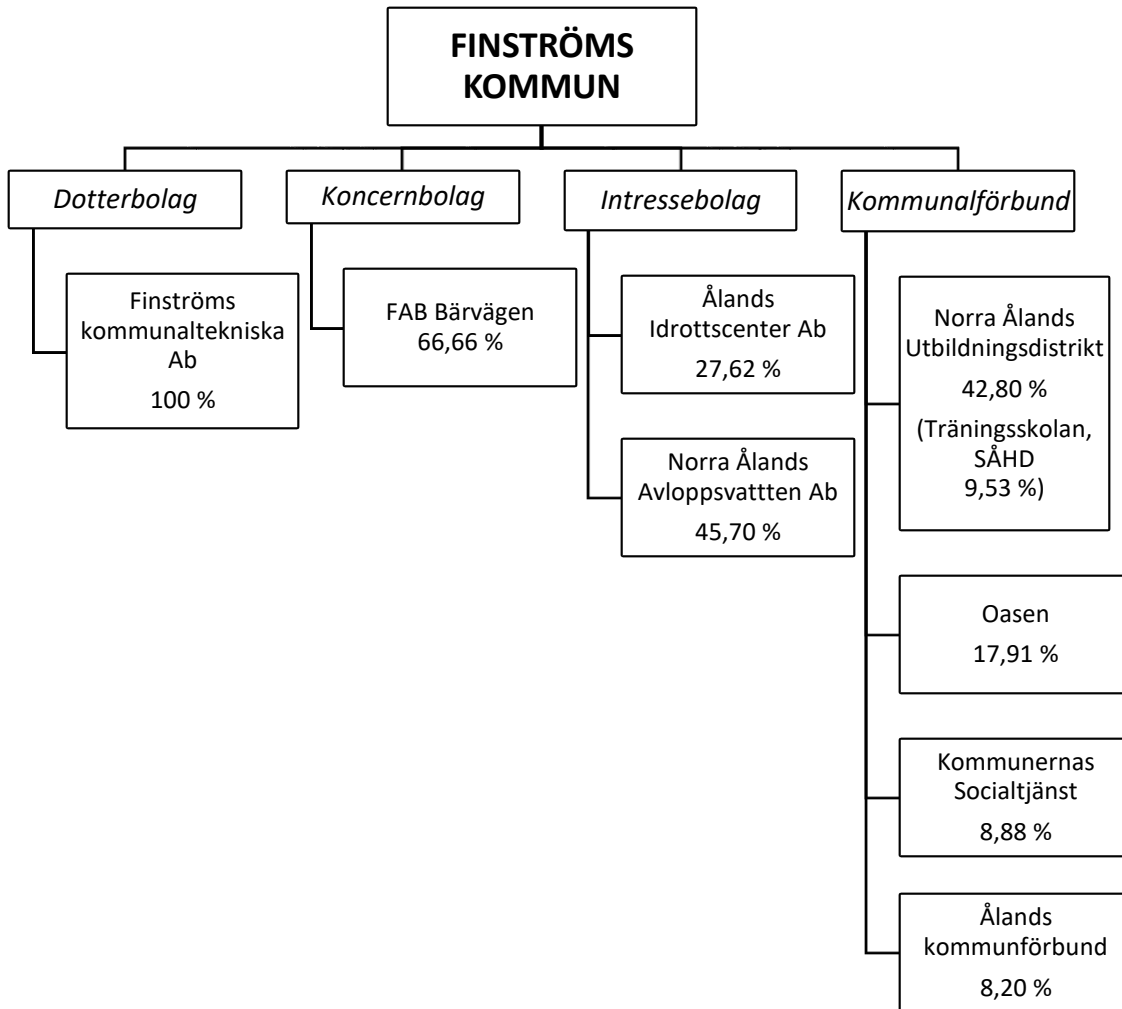 FINSTRÖMS
KOMMUN
Dotterbolag
Finströms
kommunaltekniska
Ab
100 %
Koncernbolag
FAB Bärvägen
66,66 %
Intressebolag
Ålands
Idrottscenter Ab
27,62 %
Norra Ålands
Avloppsvattten Ab
45,70 %
Kommunalförbund
Norra Ålands
Utbildningsdistrikt
42,80 %
(Träningsskolan,
SÅHD
9,53 %)
Oasen
17,91 %
Kommunernas
Socialtjänst
8,88 %
Ålands
kommunförbund
8,20 %